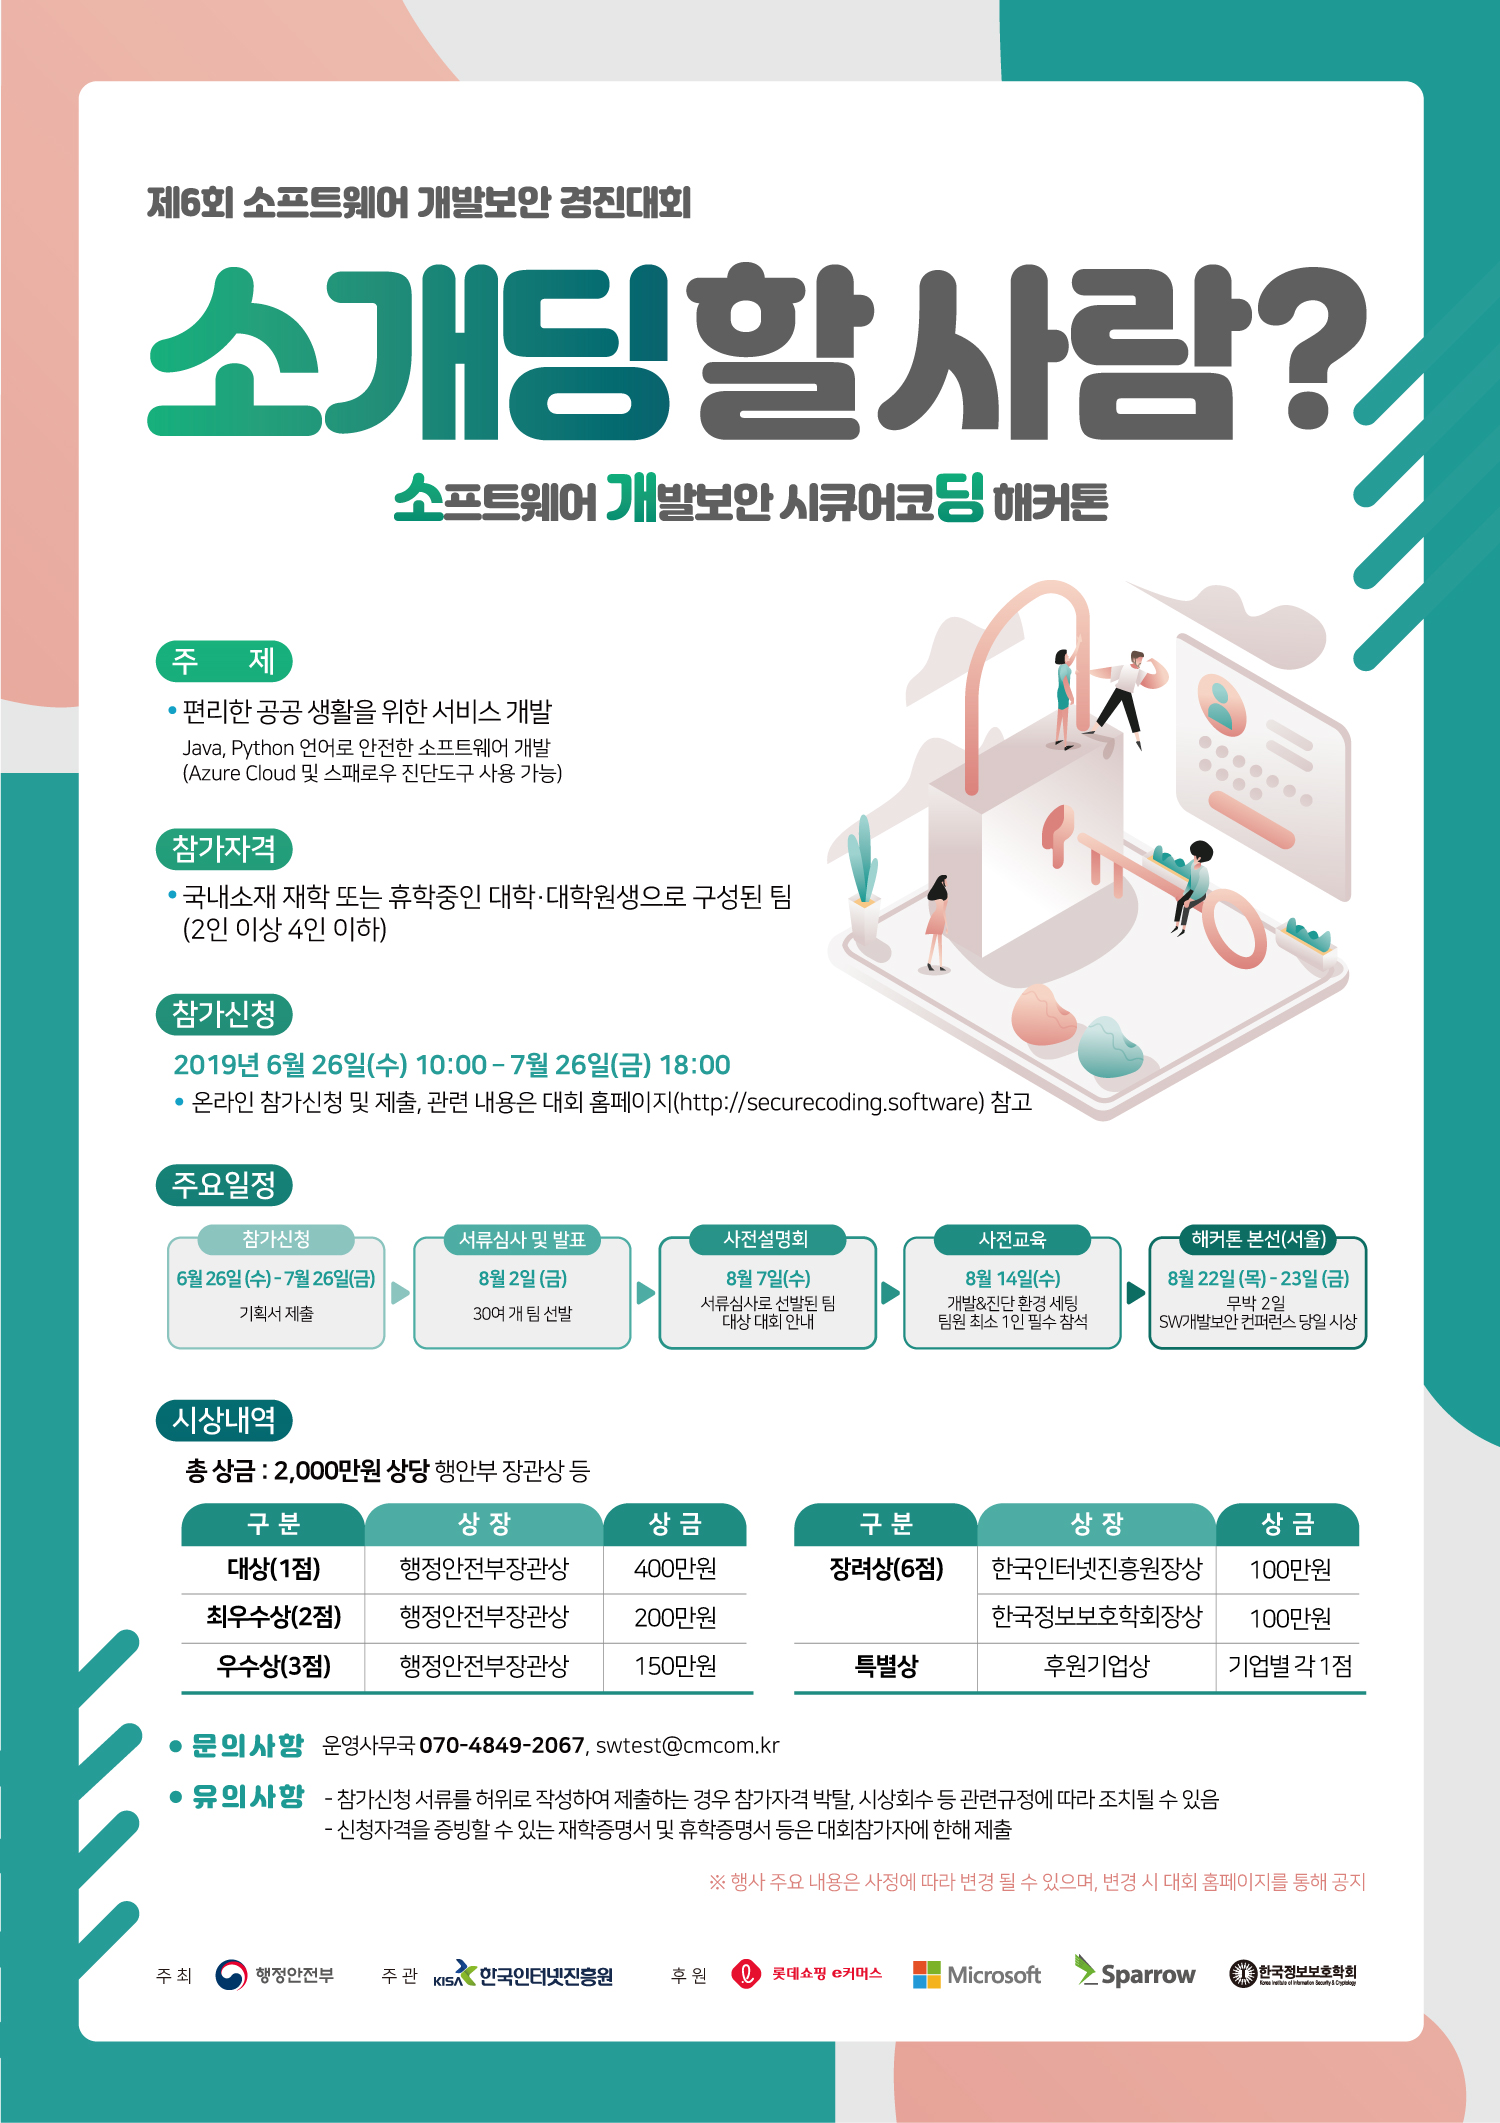 제6회 소프트웨어 개발보안 경진대회
소개딩 할 사람?
소프트웨어 개발보안 시큐어코딩 해커톤
주 제
• 편리한 공공 생활을 위한 서비스 개발
Java, Python 언어로 안전한 소프트웨어 개발
(Azure Cloud 및 스패로우 진단도구 사용 가능)
참가자격
• 국내소재 재학 또는 휴학중인 대학·대학원생으로 구성된 팀
(2인 이상 4인 이하)
참가신청
2019년 6월 26일(수) 10:00 – 7월 26일(금) 18:00
• 온라인 참가신청 및 제출, 관련 내용은 대회 홈페이지(http://securecoding.software) 참고
주요일정
참가신청
6월 26일 (수) - 7월 26일(금)
기획서 제출
서류심사 및 발표
8월 2일 (금)
30여 개 팀 선발
사전설명회
8월 7일(수)
서류심사로 선발된 팀
대상 대회 안내
사전교육
8월 14일(수)
개발&진단 환경 세팅
팀원 최소 1인 필수 참석
해커톤 본선(서울)
8월 22일 (목) - 23일 (금)
무박 2일
SW개발보안 컨퍼런스 당일 시상
시상내역
총 상금 : 2,000만원 상당 행안부 장관상 등
구 분 상 장 상 금
대상(1점) 행정안전부장관상 400만원
최우수상(2점) 행정안전부장관상 200만원
우수상(3점) 행정안전부장관상 150만원
구 분 상 장 상 금
장려상(6점) 한국인터넷진흥원장상 100만원
한국정보보호학회장상 100만원
특별상 후원기업상 기업별 각 1점
• 문의사항 운영사무국 070-4849-2067, swtest@cmcom.kr
• 유의사항 - 참가신청 서류를 허위로 작성하여 제출하는 경우 참가자격 박탈, 시상회수 등 관련규정에 따라 조치될 수 있음
- 신청자격을 증빙할 수 있는 재학증명서 및 휴학증명서 등은 대회참가자에 한해 제출
※ 행사 주요 내용은 사정에 따라 변경 될 수 있으며, 변경 시 대회 홈페이지를 통해 공지
주 최 행정안전부 주 관 KISA 한국인터넷진흥원 후 원 롯데쇼핑 e커머스 Microsoft Sparrow 한국정보보호학회
Korea Institute of Information Security & Cryptology